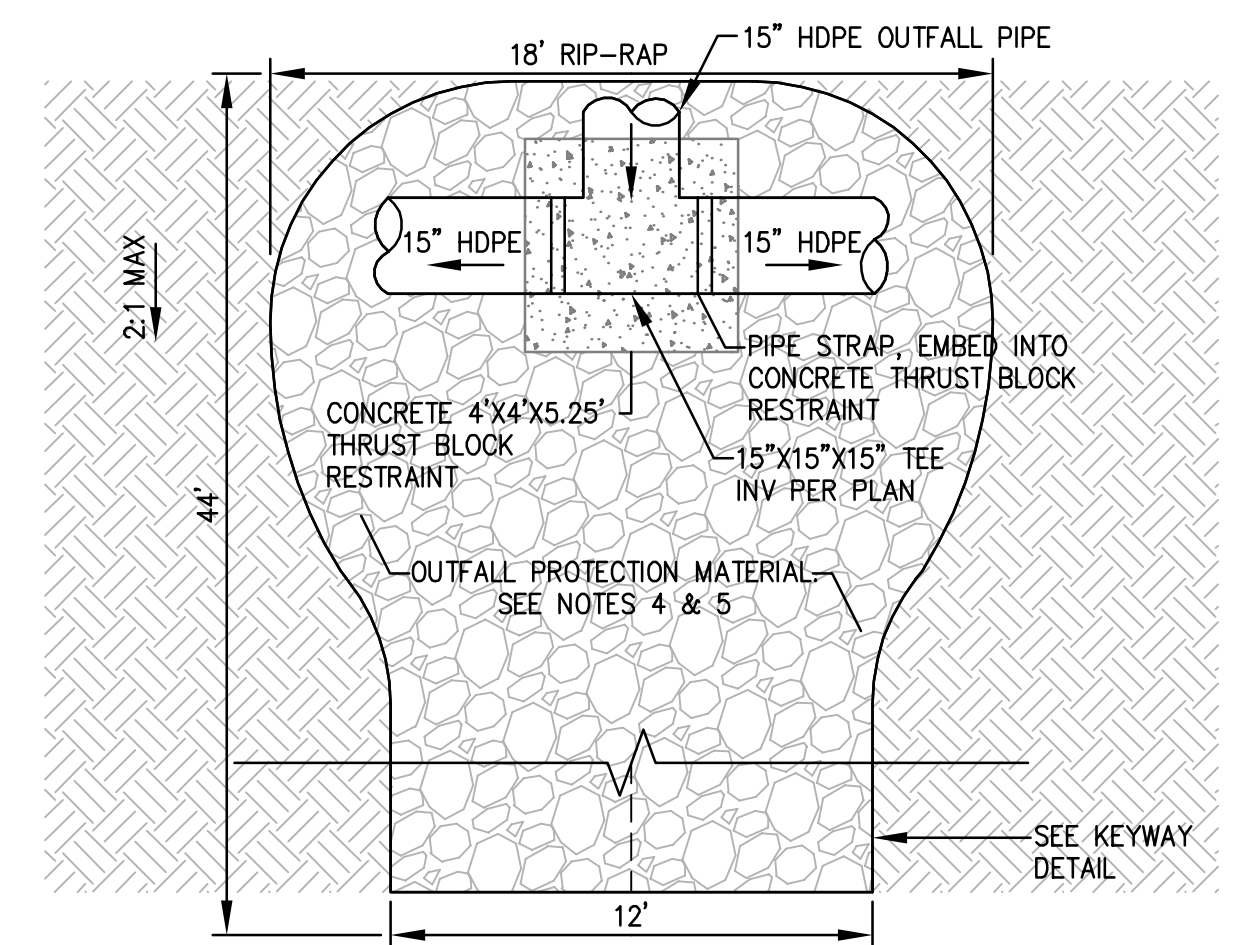 15” HDPE OUTFALL PIPE
18' RIP-RAP
15” HDPE
15” HDPE
2:1 MAX
PIPE STRAP, EMBED INTO
CONCRETE THRUST BLOCK
RESTRAINT
CONCRETE 4'X4'X5.25'
THRUST BLOCK
RESTRAINT
15”X15”X15” TEE
INV PER PLAN
44'
OUTFALL PROTECTION MATERIAL.
SEE NOTES 4 & 5
SEE KEYWAY
DETAIL
12'